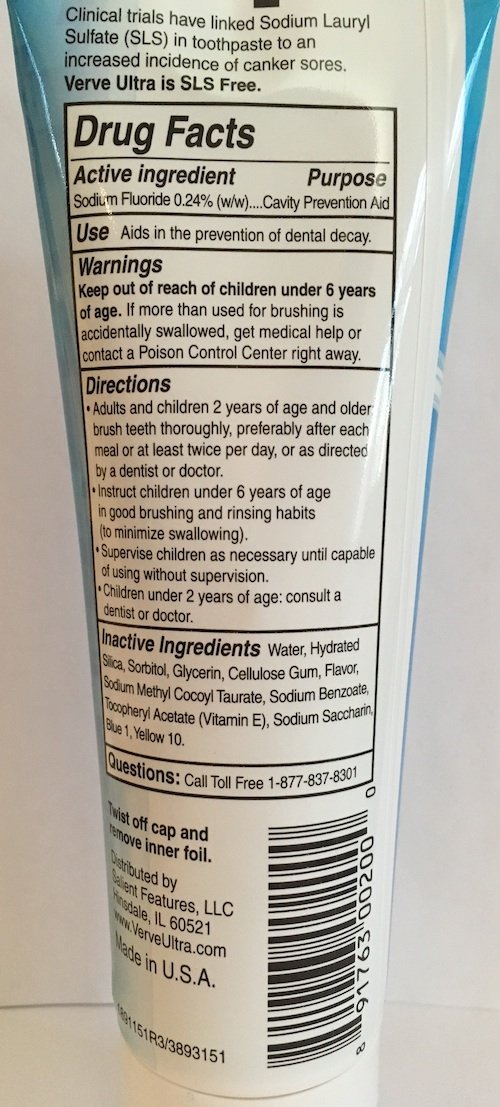 Clinical trials have linked Sodium Lauryl
Sulfate (SLS) in toothpaste to an
increased incidence of canker sores.
Verve Ultra is SLS Free.
Drug Facts
Active ingredient Purpose
Sodium Fluoride 0.24% (w/w)....Cavity Prevention Aid
Use Aids in the prevention of dental decay.
Warnings
Keep out of reach of children under 6 years
of age. If more than used for brushing is
accidentally swallowed, get medical help or
contact a Poison Control Center right away.
Directions
• Adults and children 2 years of age and older:
brush teeth thoroughly, preferably after each
meal or at least twice per day, or as directed
by a dentist or doctor.
• Instruct children under 6 years of age
in good brushing and rinsing habits
(to minimize swallowing).
• Supervise children as necessary until capable
of using without supervision.
• Children under 2 years of age: consult a
dentist or doctor.
Inactive Ingredients Water, Hydrated
Silica, Sorbitol, Glycerin, Cellulose Gum, Flavor,
Sodium Methyl Cocoyl Taurate, Sodium Benzoate,
Tocopheryl Acetate (Vitamin E), Sodium Saccharin,
Blue 1, Yellow 10.
Questions: Call Toll Free 1-877-837-8301
Twist off cap and
remove inner foil.
Distributed by
Salient Features, LLC
Hinsdale, IL 60521
www.VerveUltra.com
Made in U.S.A.
1891151R3/3893151
8 91763 00200 0